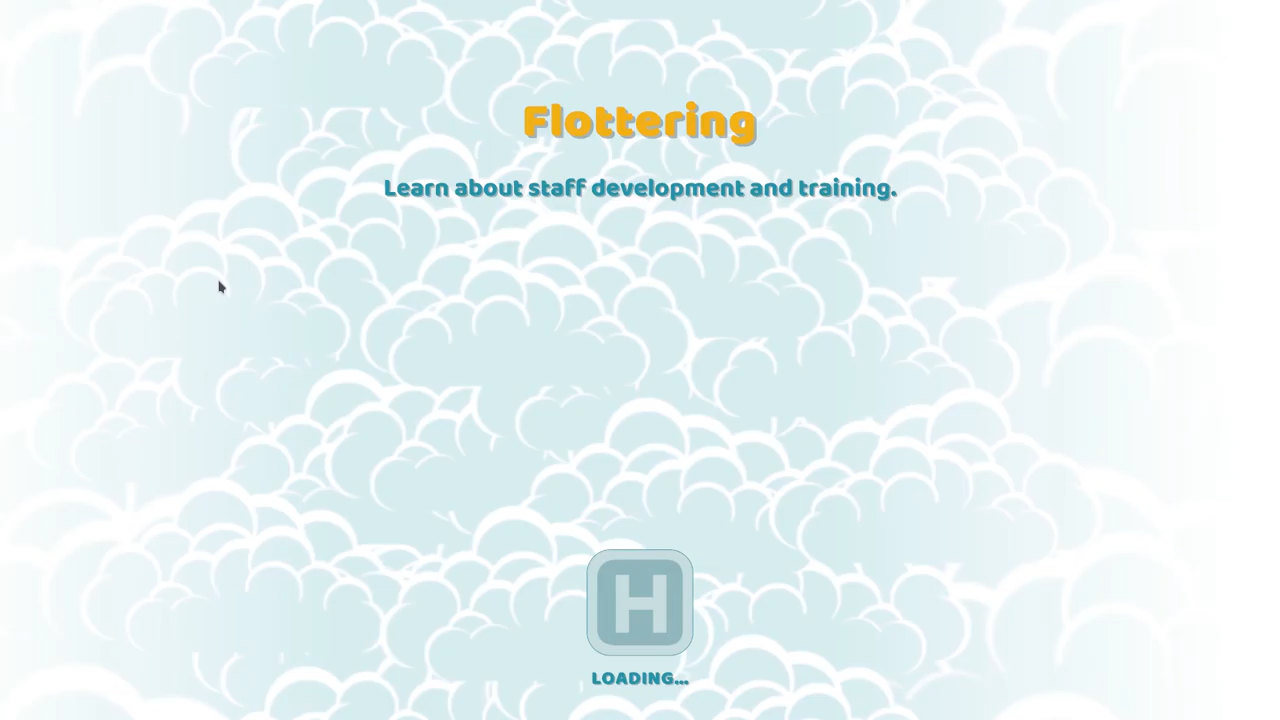 Flottering
Learn about staff development and training.
H
LOADING...